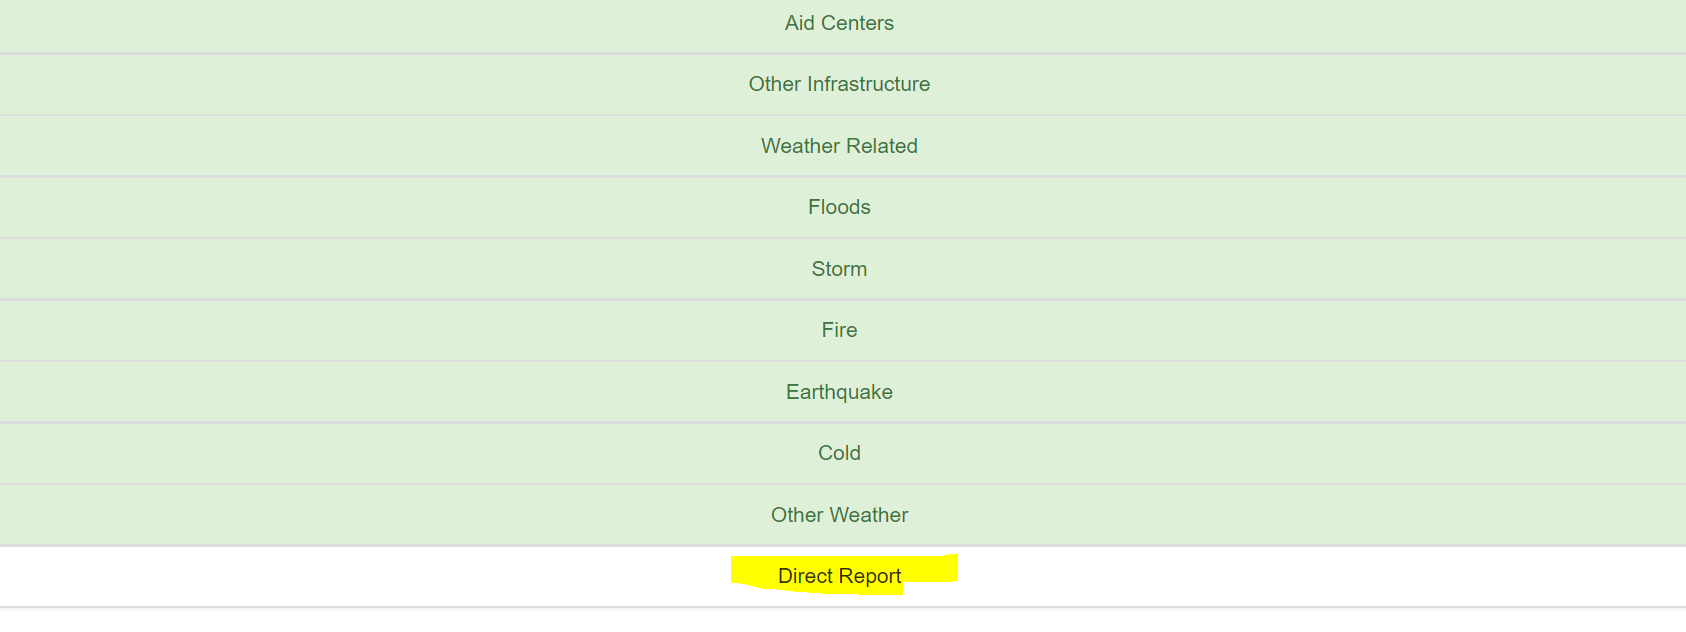 Aid Centers
Other Infrastructure
Weather Related
Floods
Storm
Fire
Earthquake
Cold
Other Weather
Direct Report